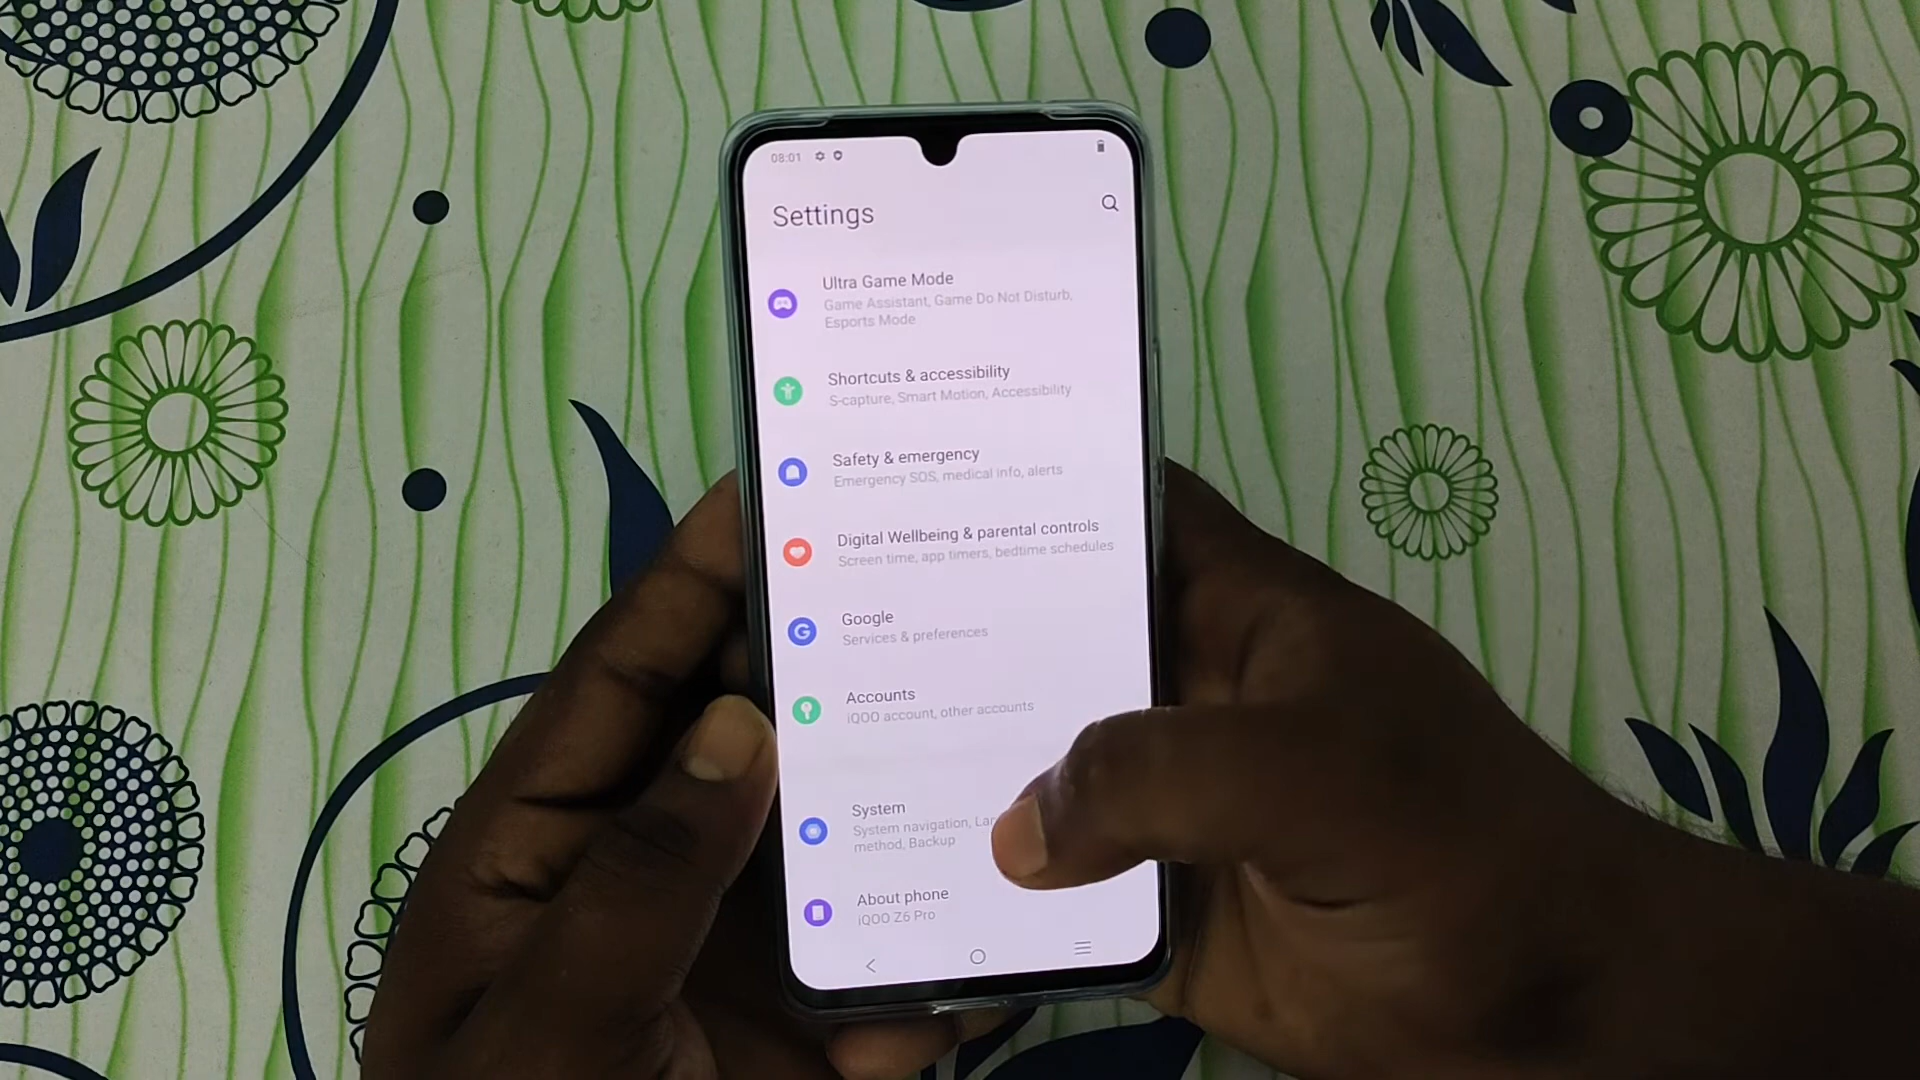 08:01
Settings
Ultra Game Mode
Game Assistant, Game Do Not Disturb,
Esports Mode
Shortcuts & accessibility
S-capture, Smart Motion, Accessibility
Safety & emergency
Emergency SOS, medical info, alerts
Digital Wellbeing & parental controls
Screen time, app timers, bedtime schedules
Google
Services & preferences
Accounts
iQOO account, other accounts
System
System navigation,
method, Backup
About phone
iQOO Z6 Pro